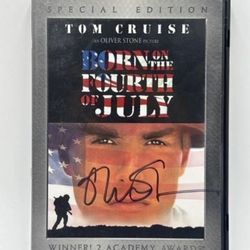 SPECIAL EDITION
TOM CRUISE
AN OLIVER STONE PICTURE
BORN
ON THE
FOURTH
OF JULY
WINNER! 2 ACADEMY AWARDS